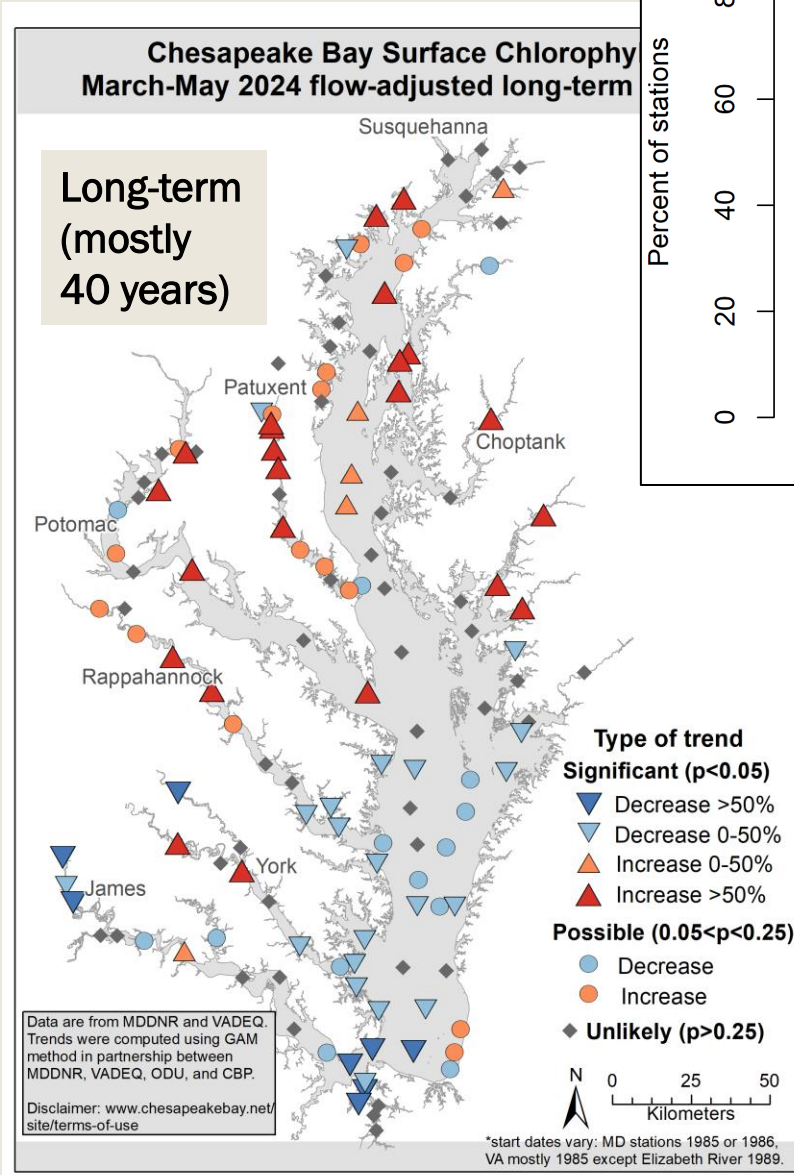 Chesapeake Bay Surface
March-May 2024 flow-adjusted long-term
Long-term
(mostly
40 years)
Susquehanna
Patuxent
Choptank
Potomac
Rappahannock
York
James
Percent of stations
60
40
20
0
Type of trend
Significant (p<0.05)
Decrease >50%
Decrease 0-50%
Increase 0-50%
Increase >50%
Possible (0.05<p<0.25)
Decrease
Increase
Unlikely (p>0.25)
N
0 25 50
Kilometers
Data are from MDDNR and VADEQ.
Trends were computed using GAM
method in partnership between
MDDNR, VADEQ, ODU, and CBP.
Disclaimer: www.chesapeakebay.net/
site/terms-of-use
*start dates vary: MD stations 1985 or 1986,
VA mostly 1985 except Elizabeth River 1989.